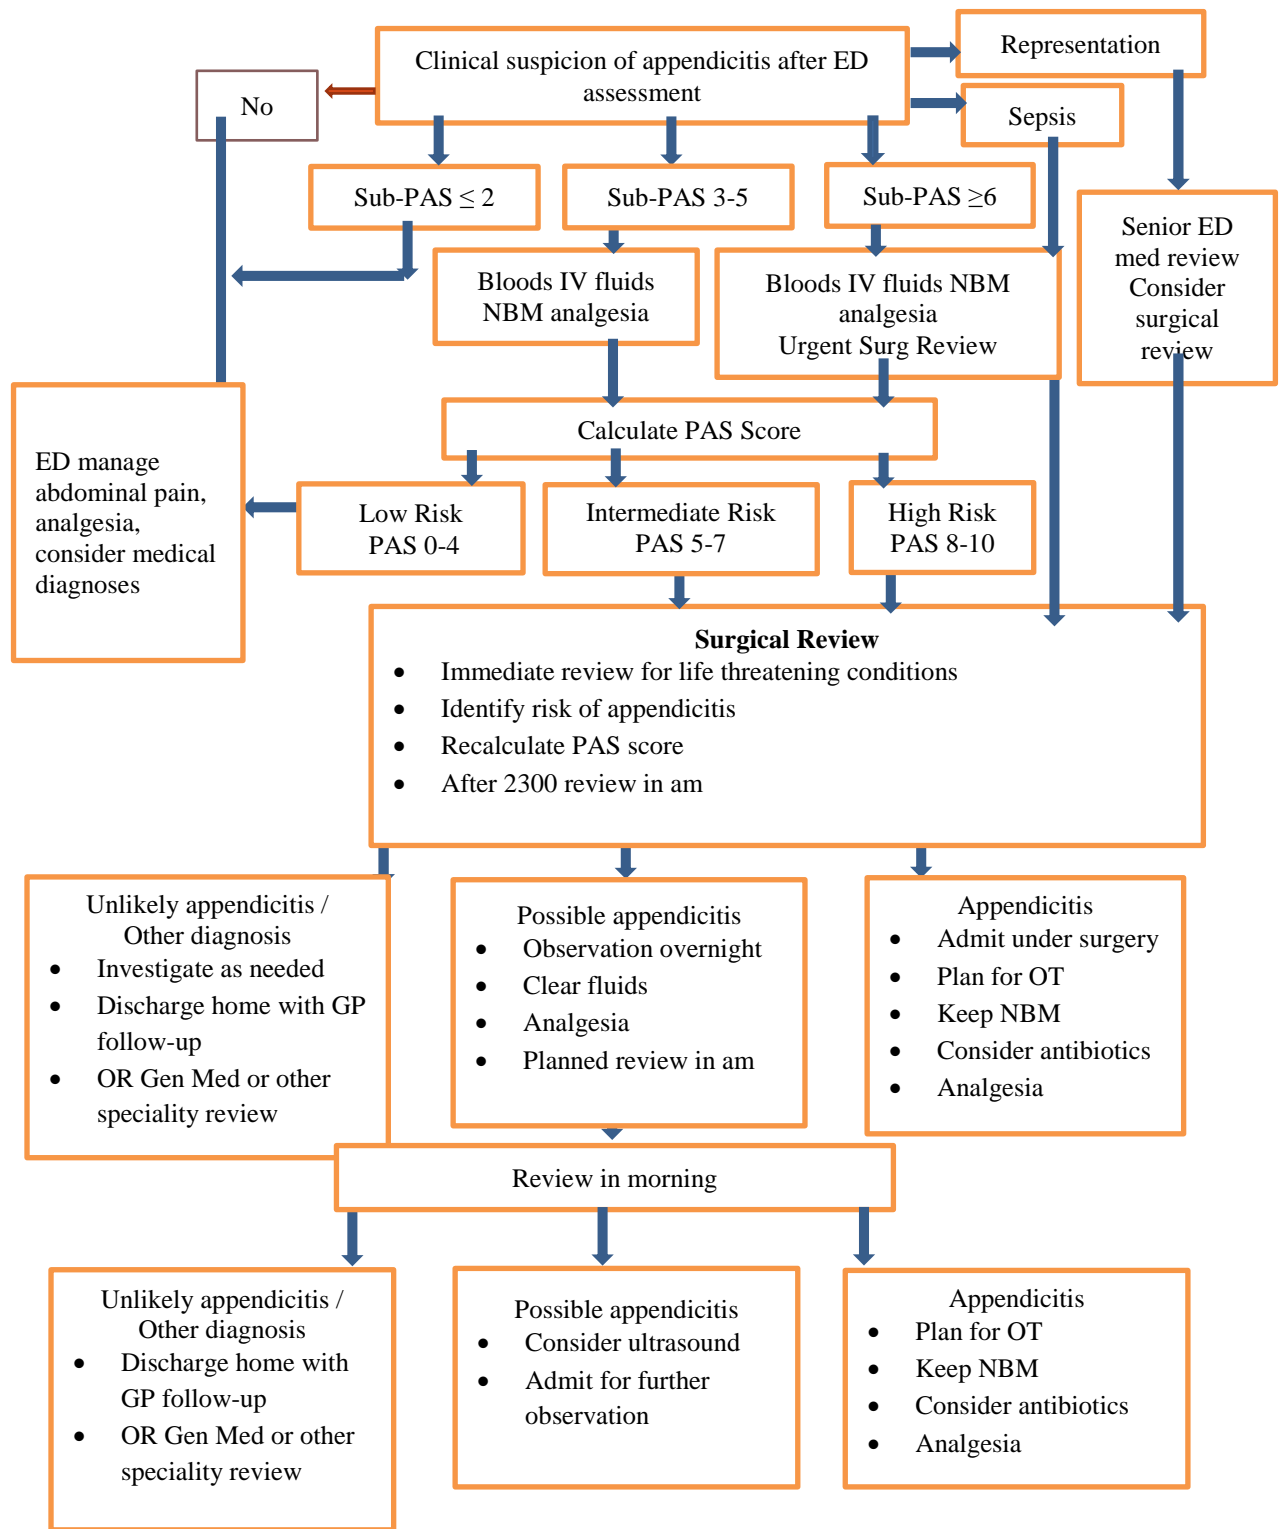 Representation
Clinical suspicion of appendicitis after ED
assessment
No
Sepsis
Sub-PAS ≤ 2
Sub-PAS 3-5
Sub-PAS ≥6
Senior ED
med review
Consider
surgical
review
Bloods IV fluids
NBM analgesia
Bloods IV fluids NBM
analgesia
Urgent Surg Review
Calculate PAS Score
ED manage
abdominal pain,
analgesia,
consider medical
diagnoses
Low Risk
PAS 0-4
Intermediate Risk
PAS 5-7
High Risk
PAS 8-10
Surgical Review
• Immediate review for life threatening conditions
• Identify risk of appendicitis
• Recalculate PAS score
• After 2300 review in am
Unlikely appendicitis /
Other diagnosis
• Investigate as needed
• Discharge home with GP
follow-up
• OR Gen Med or other
speciality review
Possible appendicitis
• Observation overnight
• Clear fluids
• Analgesia
• Planned review in am
Appendicitis
• Admit under surgery
• Plan for OT
• Keep NBM
• Consider antibiotics
• Analgesia
Review in morning
Unlikely appendicitis /
Other diagnosis
• Discharge home with
GP follow-up
• OR Gen Med or other
speciality review
Possible appendicitis
• Consider ultrasound
• Admit for further
observation
Appendicitis
• Plan for OT
• Keep NBM
• Consider antibiotics
• Analgesia